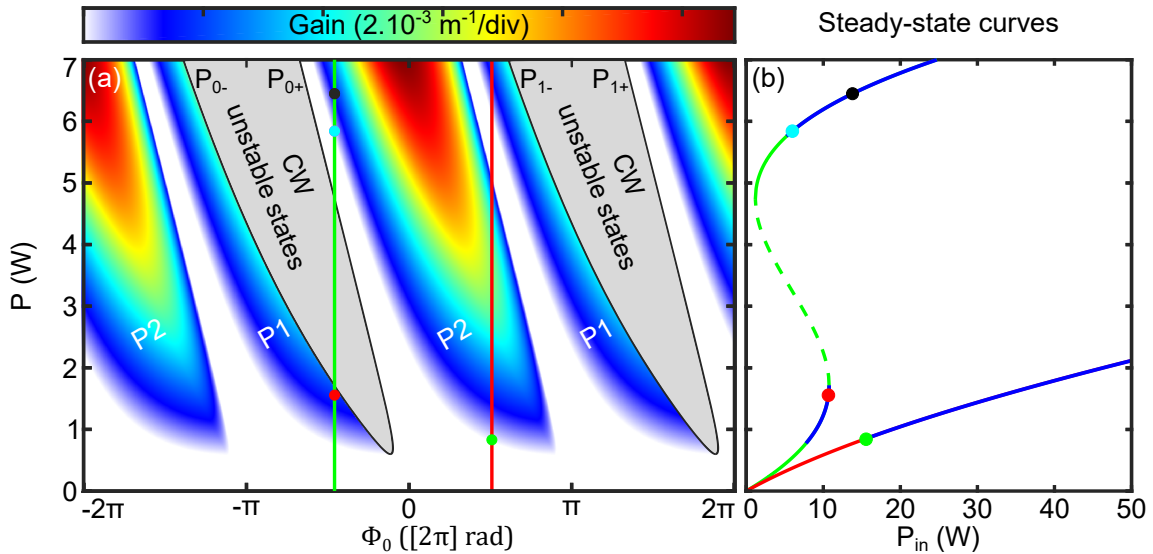 Gain (2.10⁻³ m⁻¹/div)
Steady-state curves
(a)
P₀₋
P₀₊
P₁₋
P₁₊
(b)
CW
unstable states
CW
unstable states
P2
P1
P2
P1
P (W)
7
6
5
4
3
2
1
0
-2π
-π
0
π
2π
Φ₀ ([2π] rad)
0
10
20
30
40
50
Pᵢₙ (W)